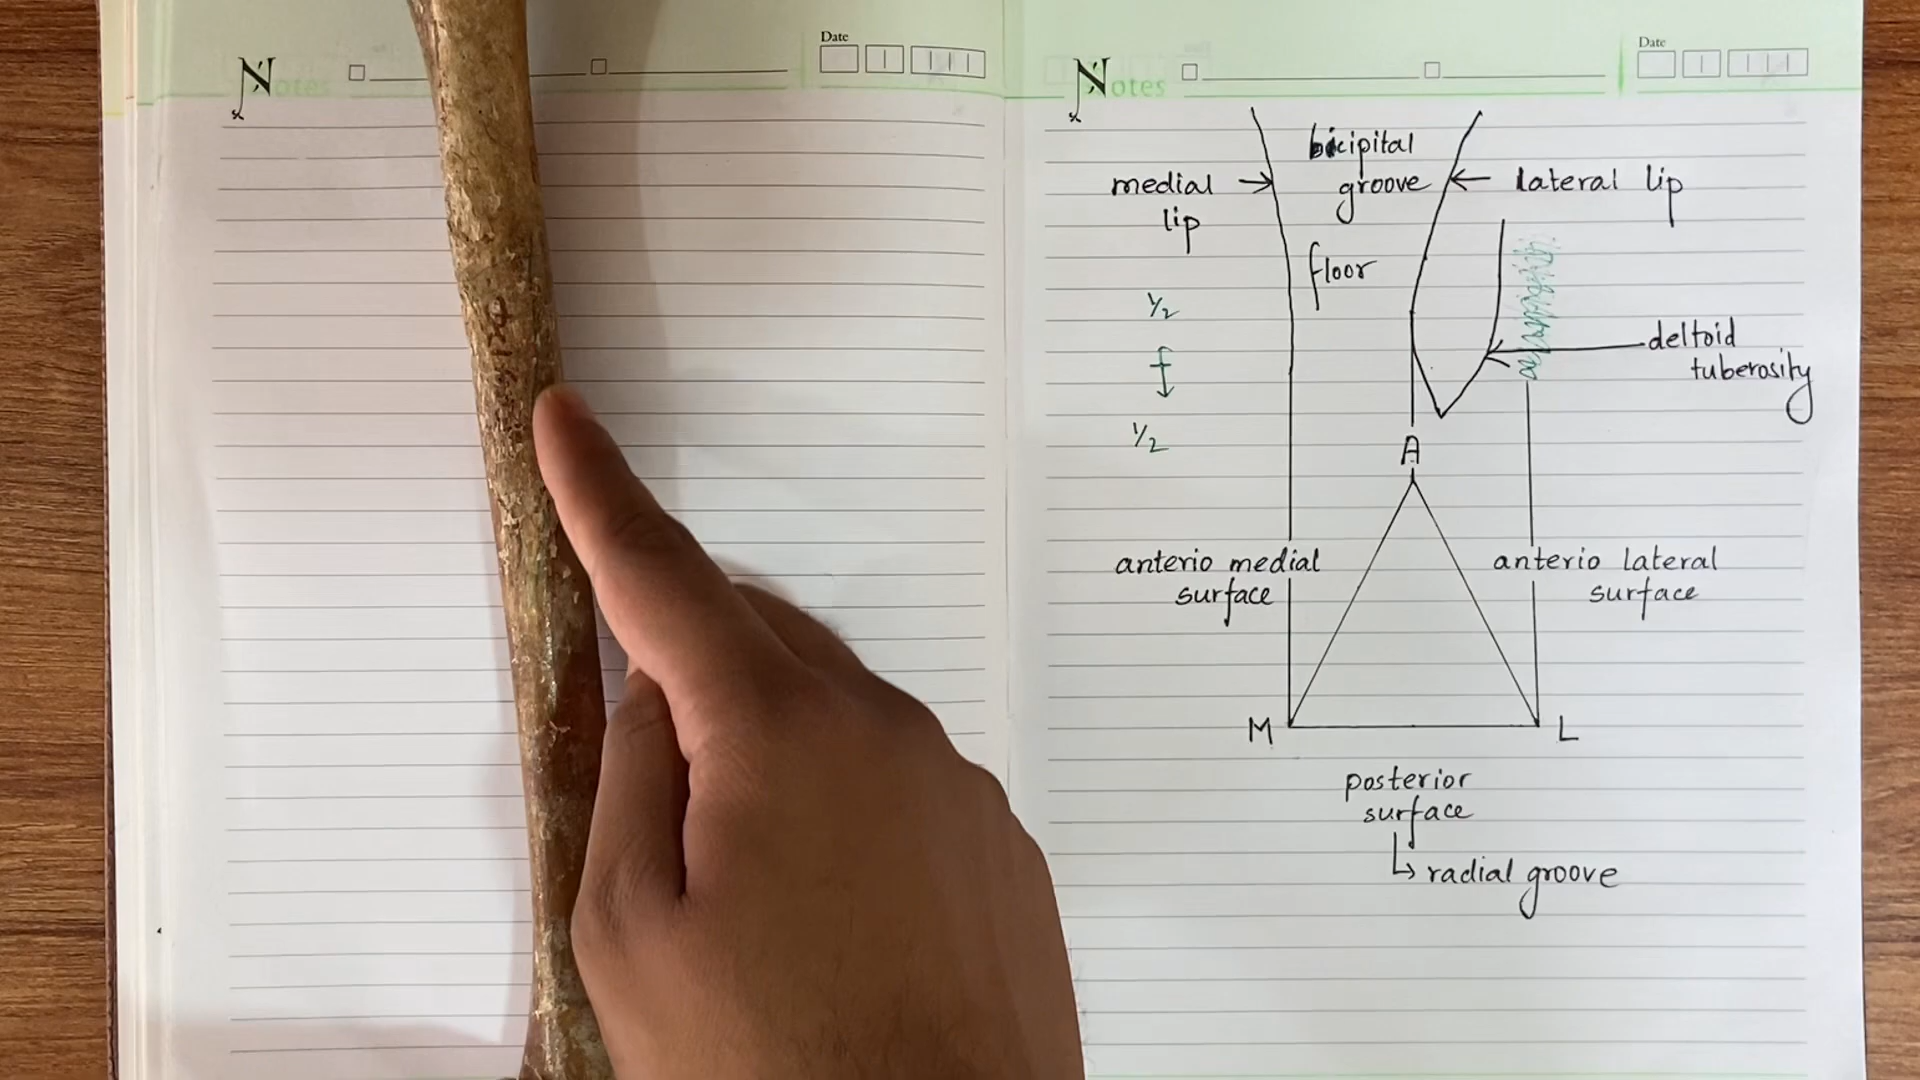 Notes
Date
Notes
Date
bicipital
groove
medial
lip
lateral lip
floor
1/2
deltoid
tuberosity
1/2
A
anterio medial
surface
anterio lateral
surface
M
L
posterior
surface
radial groove